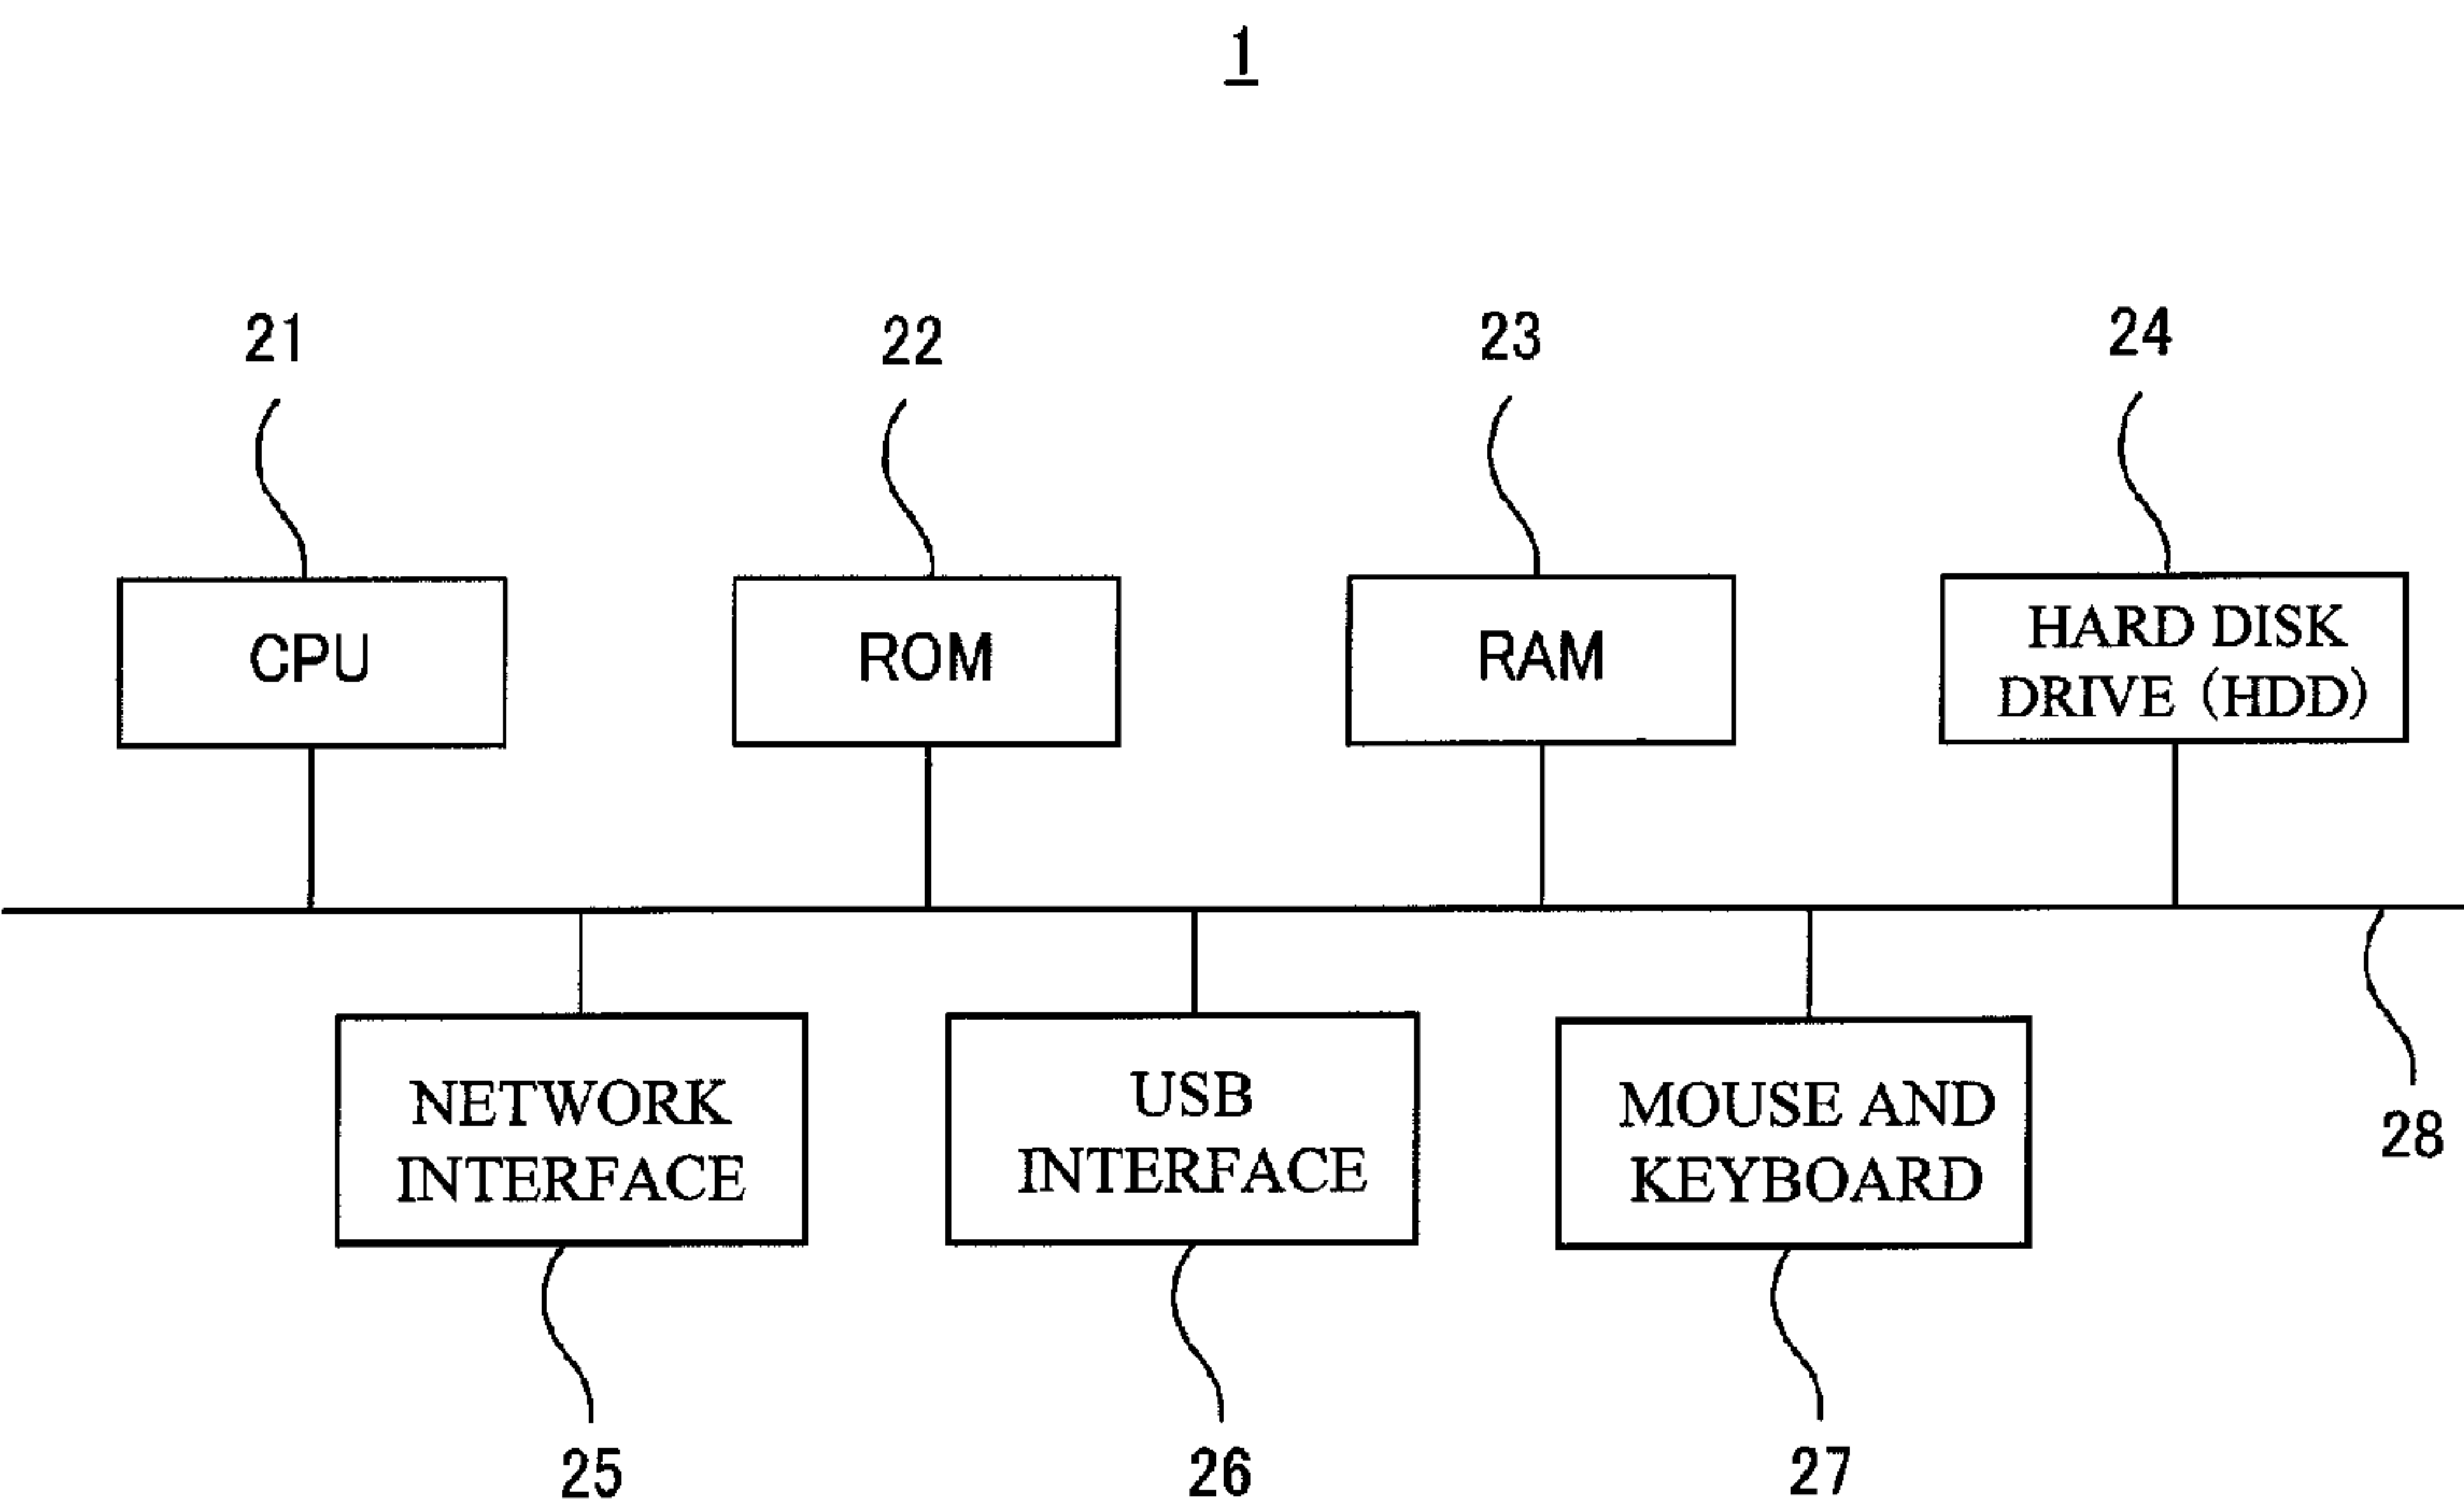 1
21
22
23
24
CPU
ROM
RAM
HARD DISK
DRIVE (HDD)
NETWORK
INTERFACE
USB
INTERFACE
MOUSE AND
KEYBOARD
28
25
26
27